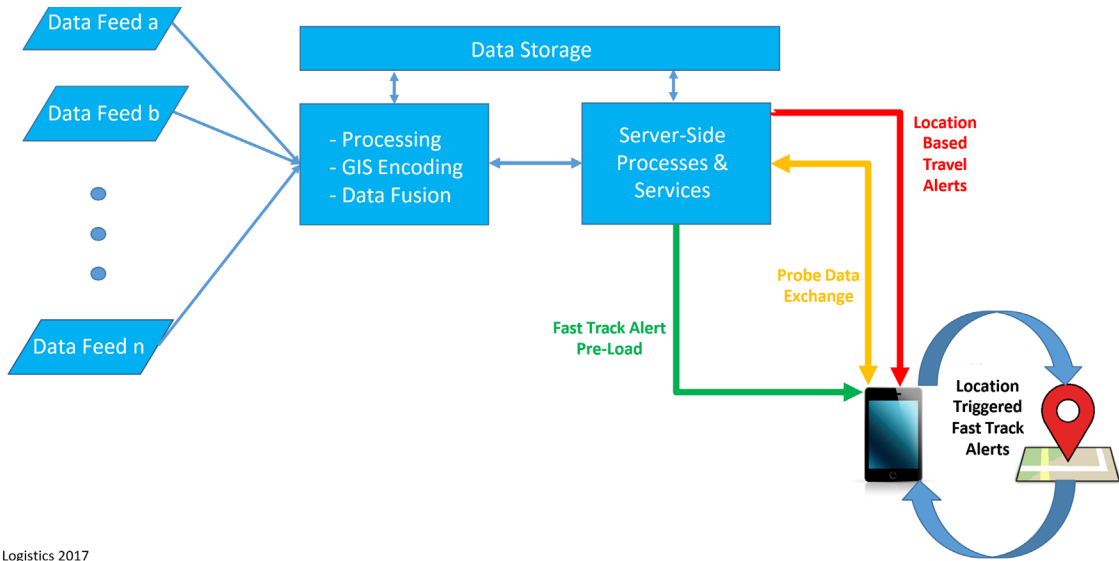 Data Feed a
Data Storage
Data Feed b
- Processing
- GIS Encoding
- Data Fusion
Server-Side
Processes &
Services
Location
Based
Travel
Alerts
Probe Data
Exchange
Fast Track Alert
Pre-Load
Data Feed n
Location
Triggered
Fast Track
Alerts
Logistics 2017